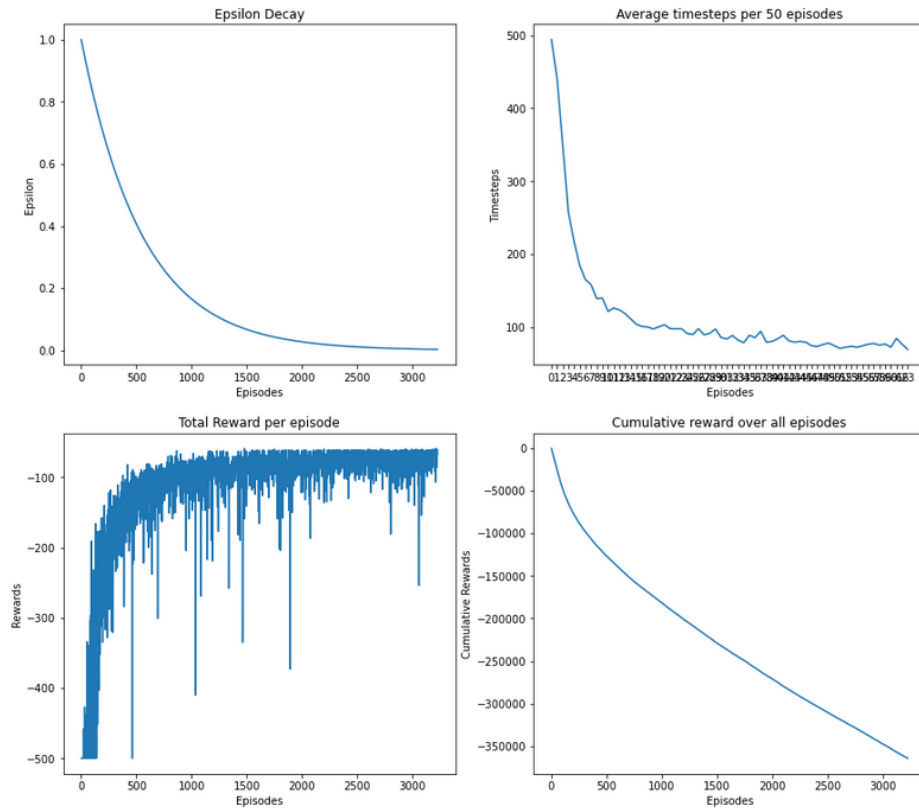 Epsilon Decay
1.0
0.8
0.6
0.4
0.2
0.0
Epsilon
0 500 1000 1500 2000 2500 3000
Episodes
Average timesteps per 50 episodes
500
400
300
200
100
Timesteps
Episodes
Total Reward per episode
−100
−200
−300
−400
−500
Rewards
0 500 1000 1500 2000 2500 3000
Episodes
Cumulative reward over all episodes
0
−50000
−100000
−150000
−200000
−250000
−300000
−350000
Cumulative Rewards
0 500 1000 1500 2000 2500 3000
Episodes